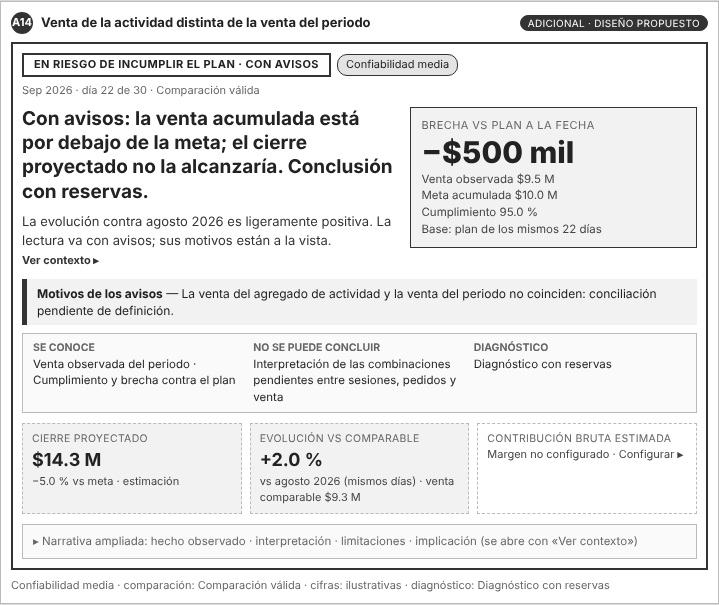 A14 Venta de la actividad distinta de la venta del periodo
ADICIONAL · DISEÑO PROPUESTO
EN RIESGO DE INCUMPLIR EL PLAN · CON AVISOS
Confiabilidad media
Sep 2026 · día 22 de 30 · Comparación válida
Con avisos: la venta acumulada está
por debajo de la meta; el cierre
proyectado no la alcanzaría. Conclusión
con reservas.
La evolución contra agosto 2026 es ligeramente positiva. La
lectura va con avisos; sus motivos están a la vista.
Ver contexto ▸
BRECHA VS PLAN A LA FECHA
−$500 mil
Venta observada $9.5 M
Meta acumulada $10.0 M
Cumplimiento 95.0 %
Base: plan de los mismos 22 días
Motivos de los avisos — La venta del agregado de actividad y la venta del periodo no coinciden: conciliación
pendiente de definición.
SE CONOCE
Venta observada del periodo ·
Cumplimiento y brecha contra el plan
NO SE PUEDE CONCLUIR
Interpretación de las combinaciones
pendientes entre sesiones, pedidos y
venta
DIAGNÓSTICO
Diagnóstico con reservas
CIERRE PROYECTADO
$14.3 M
−5.0 % vs meta · estimación
EVOLUCIÓN VS COMPARABLE
+2.0 %
vs agosto 2026 (mismos días) · venta
comparable $9.3 M
CONTRIBUCIÓN BRUTA ESTIMADA
Margen no configurado · Configurar ▸
▸ Narrativa ampliada: hecho observado · interpretación · limitaciones · implicación (se abre con «Ver contexto»)
Confiabilidad media · comparación: Comparación válida · cifras: ilustrativas · diagnóstico: Diagnóstico con reservas